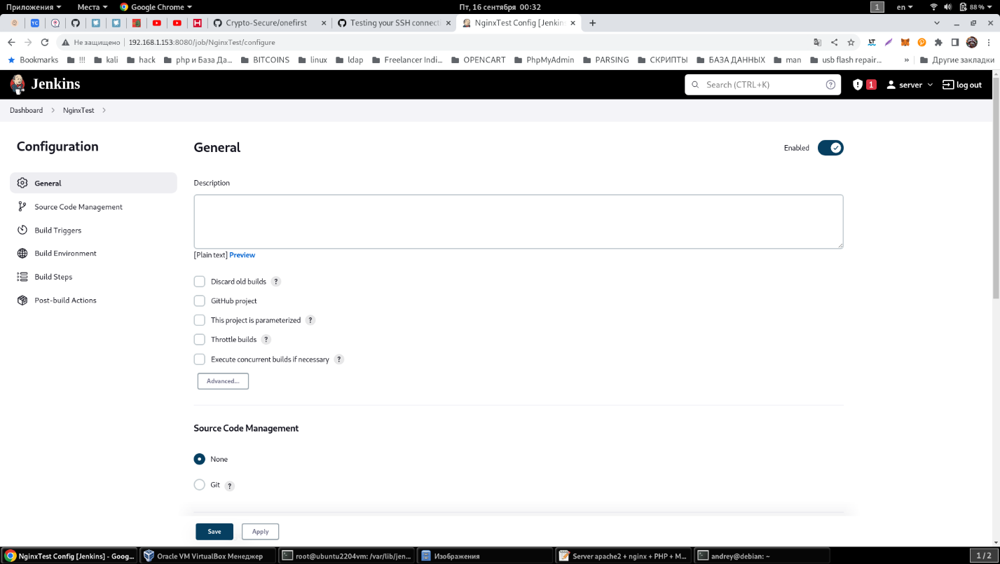 Приложения Места Google Chrome Пт, 16 сентября 00:32 1 en 88 %
Crypto-Secure/onefirst Testing your SSH connecti NginxTest Config [Jenkins
Не защищено 192.168.1.153:8080/job/NginxTest/configure
Bookmarks !!! kali hack php и База Да... BITCOINS linux ldap Freelancer Indi... OPENCART PhpMyAdmin PARSING СКРИПТЫ БАЗА ДАННЫХ man usb flash repair... » Другие закладки
Jenkins Search (CTRL+K) 1 server log out
Dashboard NginxTest
Configuration
General
Source Code Management
Build Triggers
Build Environment
Build Steps
Post-build Actions
General Enabled
Description
[Plain text] Preview
Discard old builds ?
GitHub project
This project is parameterized ?
Throttle builds ?
Execute concurrent builds if necessary ?
Advanced...
Source Code Management
None
Git ?
Save Apply
NginxTest Config [Jenkins] - Goog... Oracle VM VirtualBox Менеджер root@ubuntu2204vm: /var/lib/jen... Изображения Server apache2 + nginx + PHP + M... andrey@debian: ~ 1 / 2